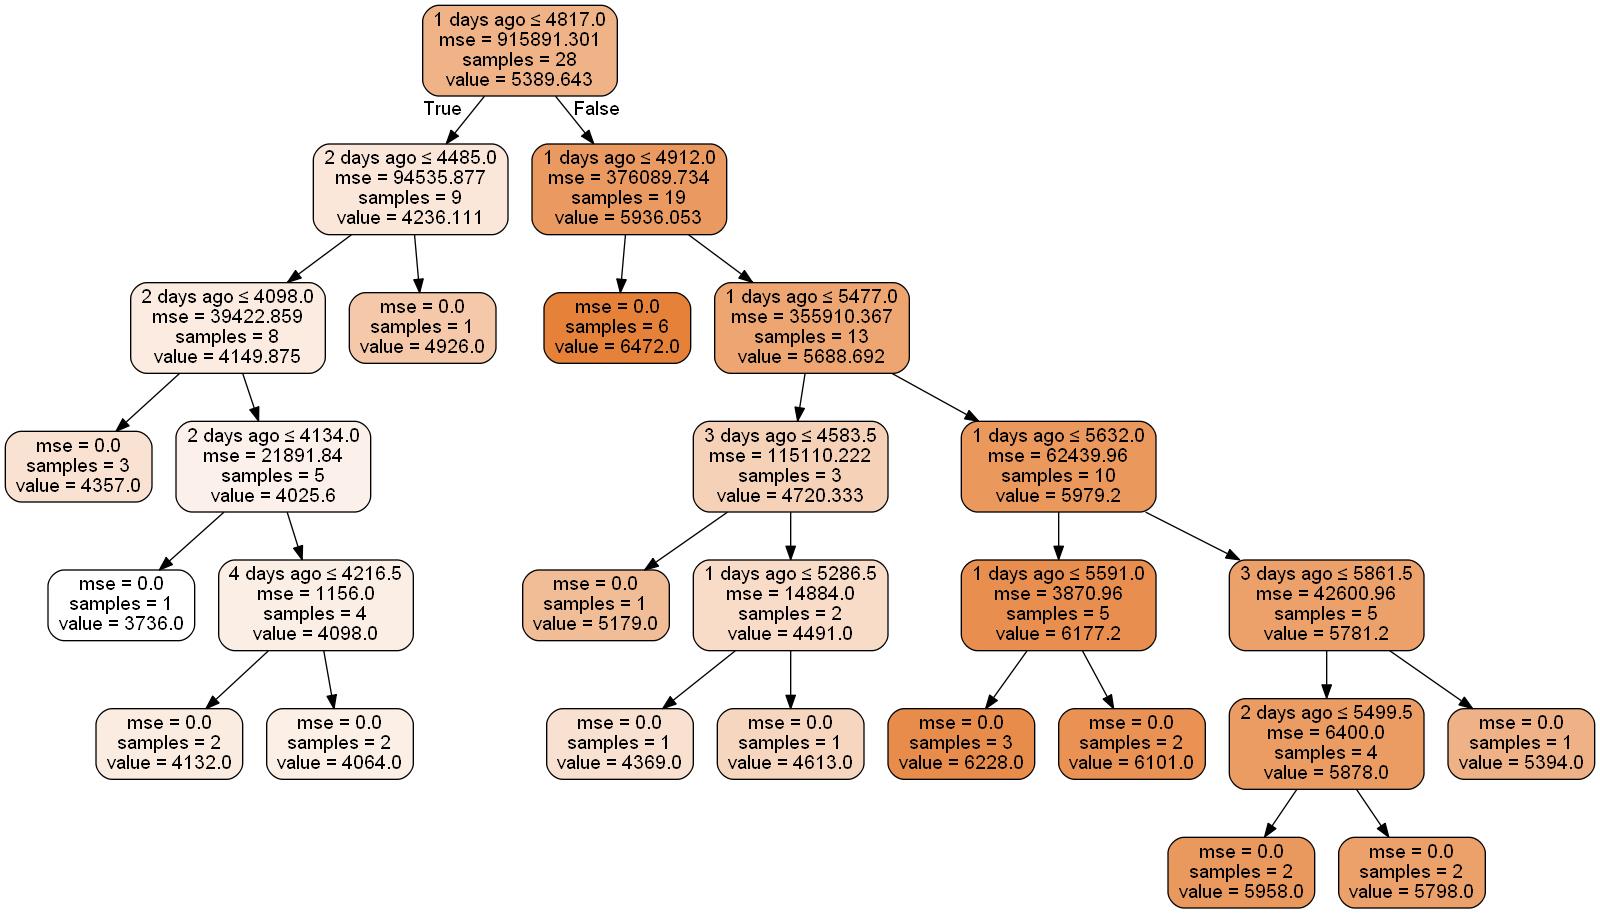 1 days ago ≤ 4817.0
mse = 915891.301
samples = 28
value = 5389.643
True
False
2 days ago ≤ 4485.0
mse = 94535.877
samples = 9
value = 4236.111
1 days ago ≤ 4912.0
mse = 376089.734
samples = 19
value = 5936.053
2 days ago ≤ 4098.0
mse = 39422.859
samples = 8
value = 4149.875
mse = 0.0
samples = 1
value = 4926.0
mse = 0.0
samples = 6
value = 6472.0
1 days ago ≤ 5477.0
mse = 355910.367
samples = 13
value = 5688.692
mse = 0.0
samples = 3
value = 4357.0
2 days ago ≤ 4134.0
mse = 21891.84
samples = 5
value = 4025.6
3 days ago ≤ 4583.5
mse = 115110.222
samples = 3
value = 4720.333
1 days ago ≤ 5632.0
mse = 62439.96
samples = 10
value = 5979.2
mse = 0.0
samples = 1
value = 3736.0
4 days ago ≤ 4216.5
mse = 1156.0
samples = 4
value = 4098.0
mse = 0.0
samples = 1
value = 5179.0
1 days ago ≤ 5286.5
mse = 14884.0
samples = 2
value = 4491.0
1 days ago ≤ 5591.0
mse = 3870.96
samples = 5
value = 6177.2
3 days ago ≤ 5861.5
mse = 42600.96
samples = 5
value = 5781.2
mse = 0.0
samples = 2
value = 4132.0
mse = 0.0
samples = 2
value = 4064.0
mse = 0.0
samples = 1
value = 4369.0
mse = 0.0
samples = 1
value = 4613.0
mse = 0.0
samples = 3
value = 6228.0
mse = 0.0
samples = 2
value = 6101.0
2 days ago ≤ 5499.5
mse = 6400.0
samples = 4
value = 5878.0
mse = 0.0
samples = 1
value = 5394.0
mse = 0.0
samples = 2
value = 5958.0
mse = 0.0
samples = 2
value = 5798.0